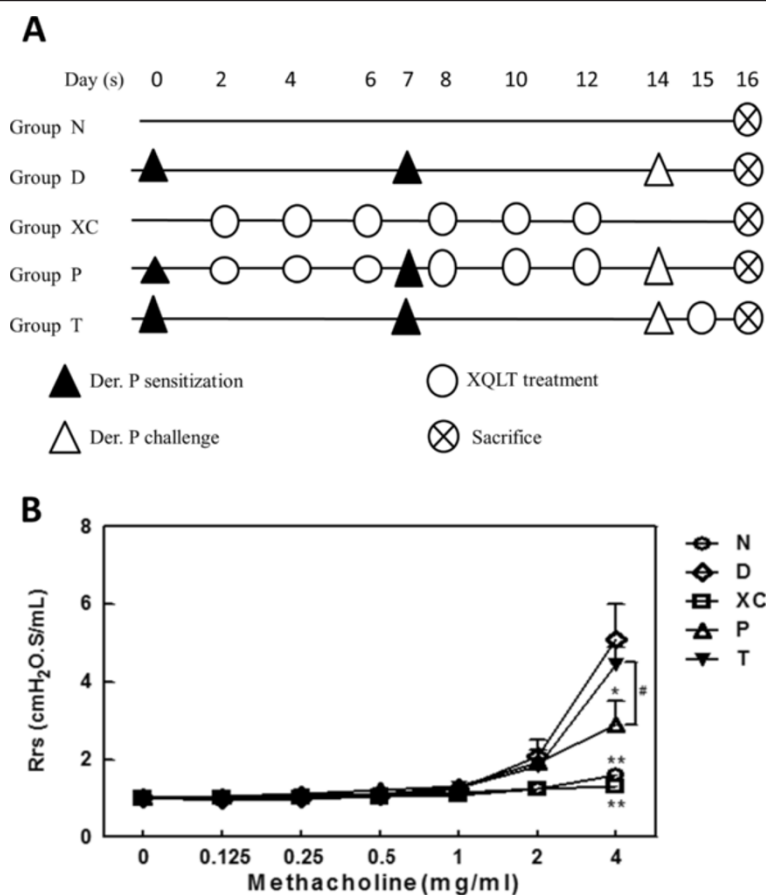 A
Day (s) 0 2 4 6 7 8 10 12 14 15 16
Group N
Group D
Group XC
Group P
Group T
Der. P sensitization
XQLT treatment
Der. P challenge
Sacrifice
B
8
6
4
2
0
Rrs (cmH₂O.S/mL)
*
#
**
**
0 0.125 0.25 0.5 1 2 4
Methacholine (mg/ml)
N
D
XC
P
T